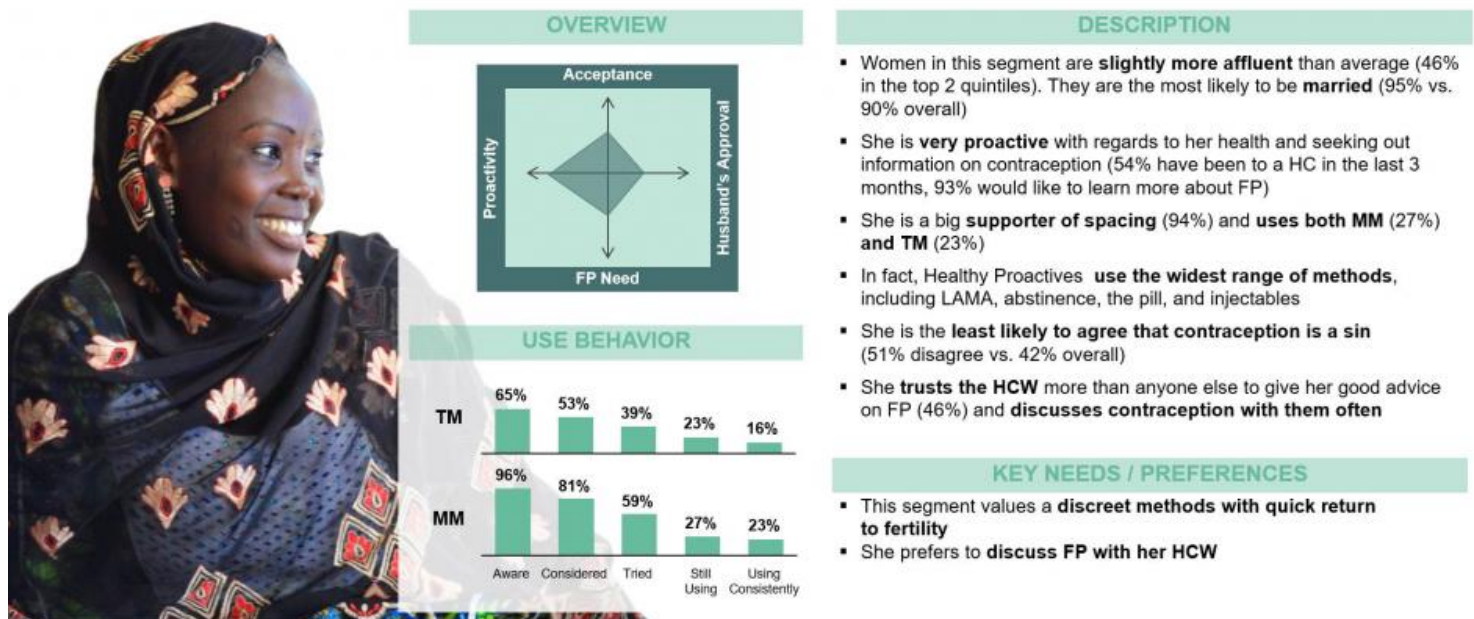 OVERVIEW
Acceptance
Proactivity
Husband's Approval
FP Need
USE BEHAVIOR
TM
65%
53%
39%
23%
16%
MM
96%
81%
59%
27%
23%
Aware
Considered
Tried
Still
Using
Using
Consistently
DESCRIPTION
▪ Women in this segment are slightly more affluent than average (46%
in the top 2 quintiles). They are the most likely to be married (95% vs.
90% overall)
▪ She is very proactive with regards to her health and seeking out
information on contraception (54% have been to a HC in the last 3
months, 93% would like to learn more about FP)
▪ She is a big supporter of spacing (94%) and uses both MM (27%)
and TM (23%)
▪ In fact, Healthy Proactives use the widest range of methods,
including LAMA, abstinence, the pill, and injectables
▪ She is the least likely to agree that contraception is a sin
(51% disagree vs. 42% overall)
▪ She trusts the HCW more than anyone else to give her good advice
on FP (46%) and discusses contraception with them often
KEY NEEDS / PREFERENCES
▪ This segment values a discreet methods with quick return
to fertility
▪ She prefers to discuss FP with her HCW